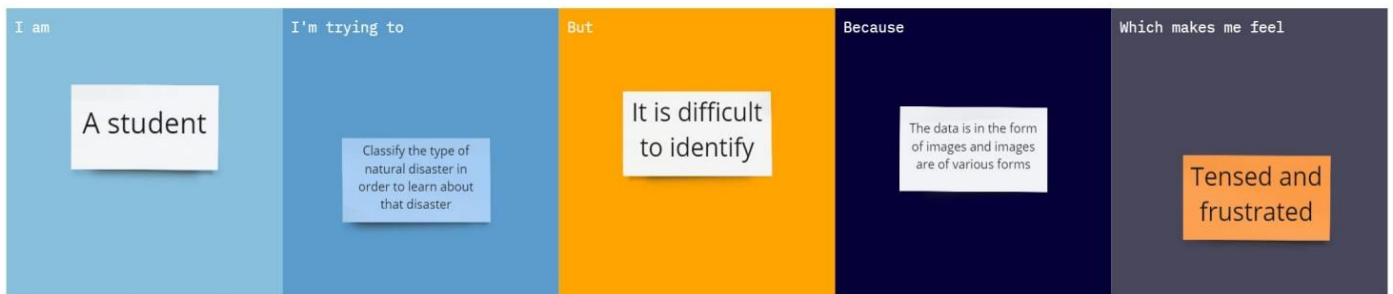 I am
A student
I'm trying to
Classify the type of
natural disaster in
order to learn about
that disaster
But
It is difficult
to identify
Because
The data is in the form
of images and images
are of various forms
Which makes me feel
Tensed and
frustrated